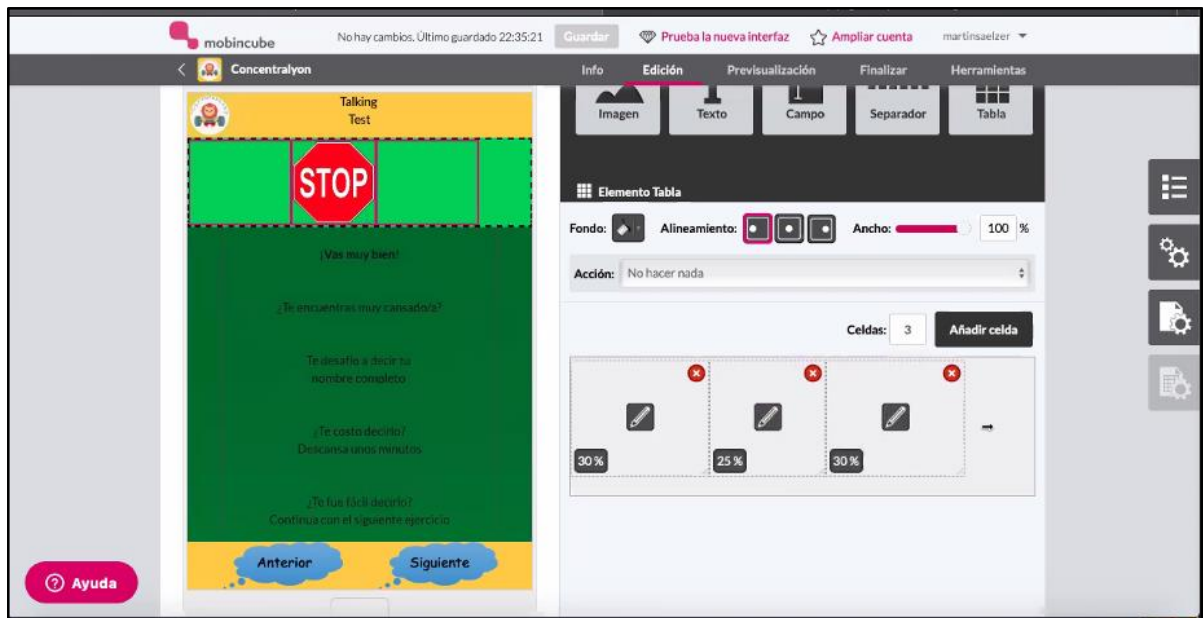 mobincube
No hay cambios. Último guardado 22:35:21
Guardar
Prueba la nueva interfaz
Ampliar cuenta
martinsaelzer
Concentralyon
Info
Edición
Previsualización
Finalizar
Herramientas
Talking
Test
STOP
¡Vas muy bien!
¿Te encuentras muy cansado/a?
Te desafío a decir tu
nombre completo
¿Te costo decirlo?
Descansa unos minutos
¿Te fue fácil decirlo?
Continua con el siguiente ejercicio
Anterior
Siguiente
Imagen
Texto
Campo
Separador
Tabla
Elemento Tabla
Fondo:
Alineamiento:
Ancho:
100 %
Acción: No hacer nada
Celdas: 3
Añadir celda
30 %
25 %
30 %
Ayuda